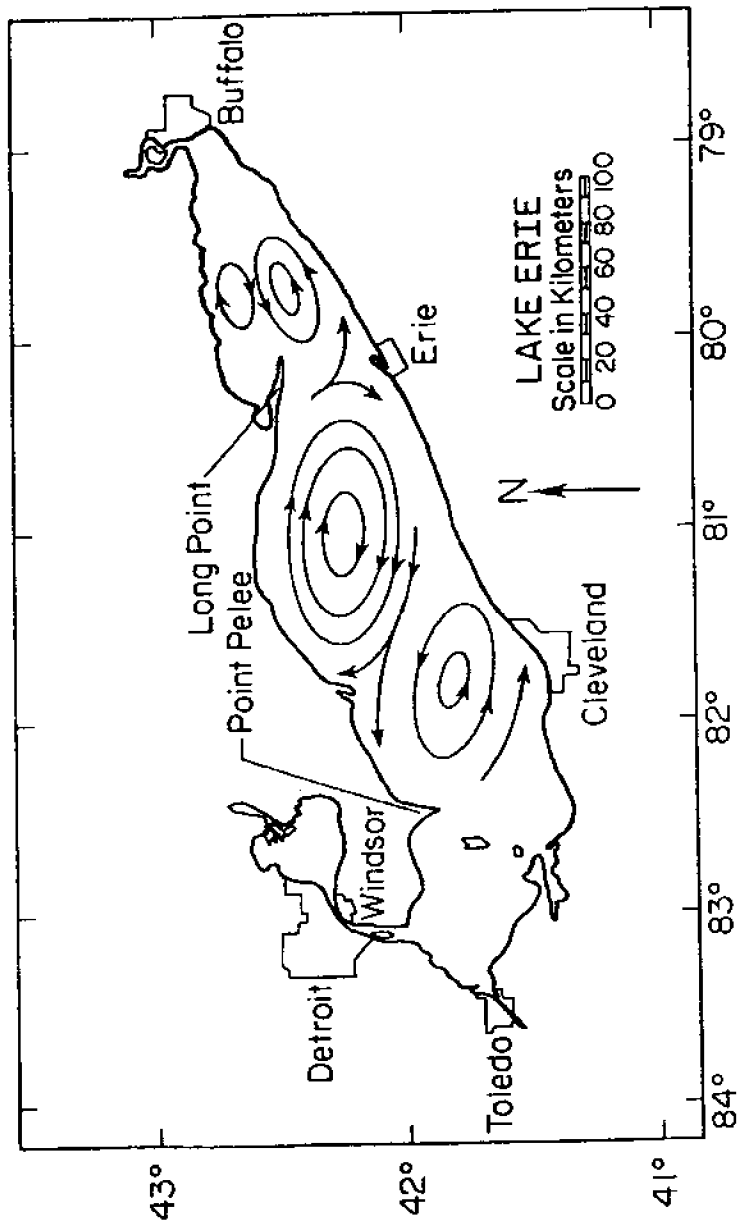 43°
42°
41°
84°
83°
82°
81°
80°
79°
Detroit
Windsor
Toledo
Point Pelee
Long Point
Cleveland
Erie
Buffalo
N
LAKE ERIE
Scale in Kilometers
0 20 40 60 80 100